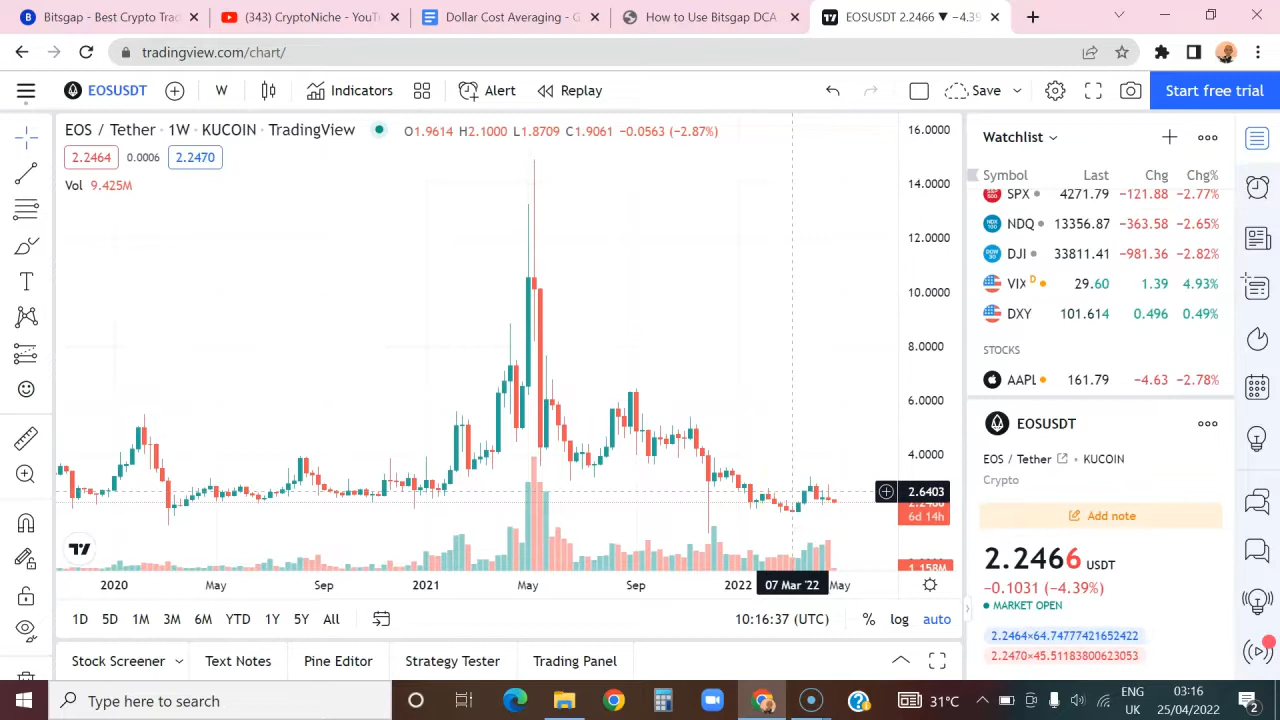 Bitsgap - Best Crypto Trad
(343) CryptoNiche - YouT
Dollar Cost Averaging - G
How to Use Bitsgap DCA
EOSUSDT 2.2466 ▼ −4.39%
tradingview.com/chart/
EOSUSDT W Indicators Alert Replay Save Start free trial
EOS / Tether · 1W · KUCOIN · TradingView O1.9614 H2.1000 L1.8709 C1.9061 −0.0563 (−2.87%)
2.2464 0.0006 2.2470
Vol 9.425M
16.0000
14.0000
12.0000
10.0000
8.0000
6.0000
4.0000
2.6403
6d 14h
1.158M
2020 May Sep 2021 May Sep 2022 07 Mar '22 May
1D 5D 1M 3M 6M YTD 1Y 5Y All 10:16:37 (UTC) % log auto
Stock Screener Text Notes Pine Editor Strategy Tester Trading Panel
Watchlist
Symbol Last Chg Chg%
SPX 4271.79 −121.88 −2.77%
NDQ 13356.87 −363.58 −2.65%
DJI 33811.41 −981.36 −2.82%
VIX D 29.60 1.39 4.93%
DXY 101.614 0.496 0.49%
STOCKS
AAPL 161.79 −4.63 −2.78%
EOSUSDT
EOS / Tether · KUCOIN
Crypto
Add note
2.2466 USDT
−0.1031 (−4.39%)
MARKET OPEN
2.2464×64.74777421652422
2.2470×45.51183800623053
Type here to search
31°C
ENG
UK
03:16
25/04/2022
2